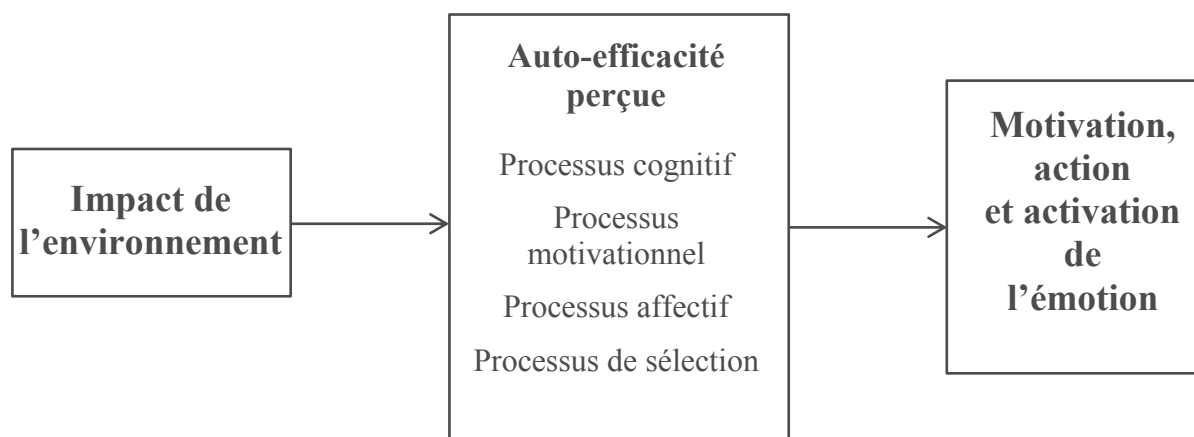 Impact de
l’environnement
Auto-efficacité
perçue
Processus cognitif
Processus
motivationnel
Processus affectif
Processus de sélection
Motivation,
action
et activation
de
l’émotion